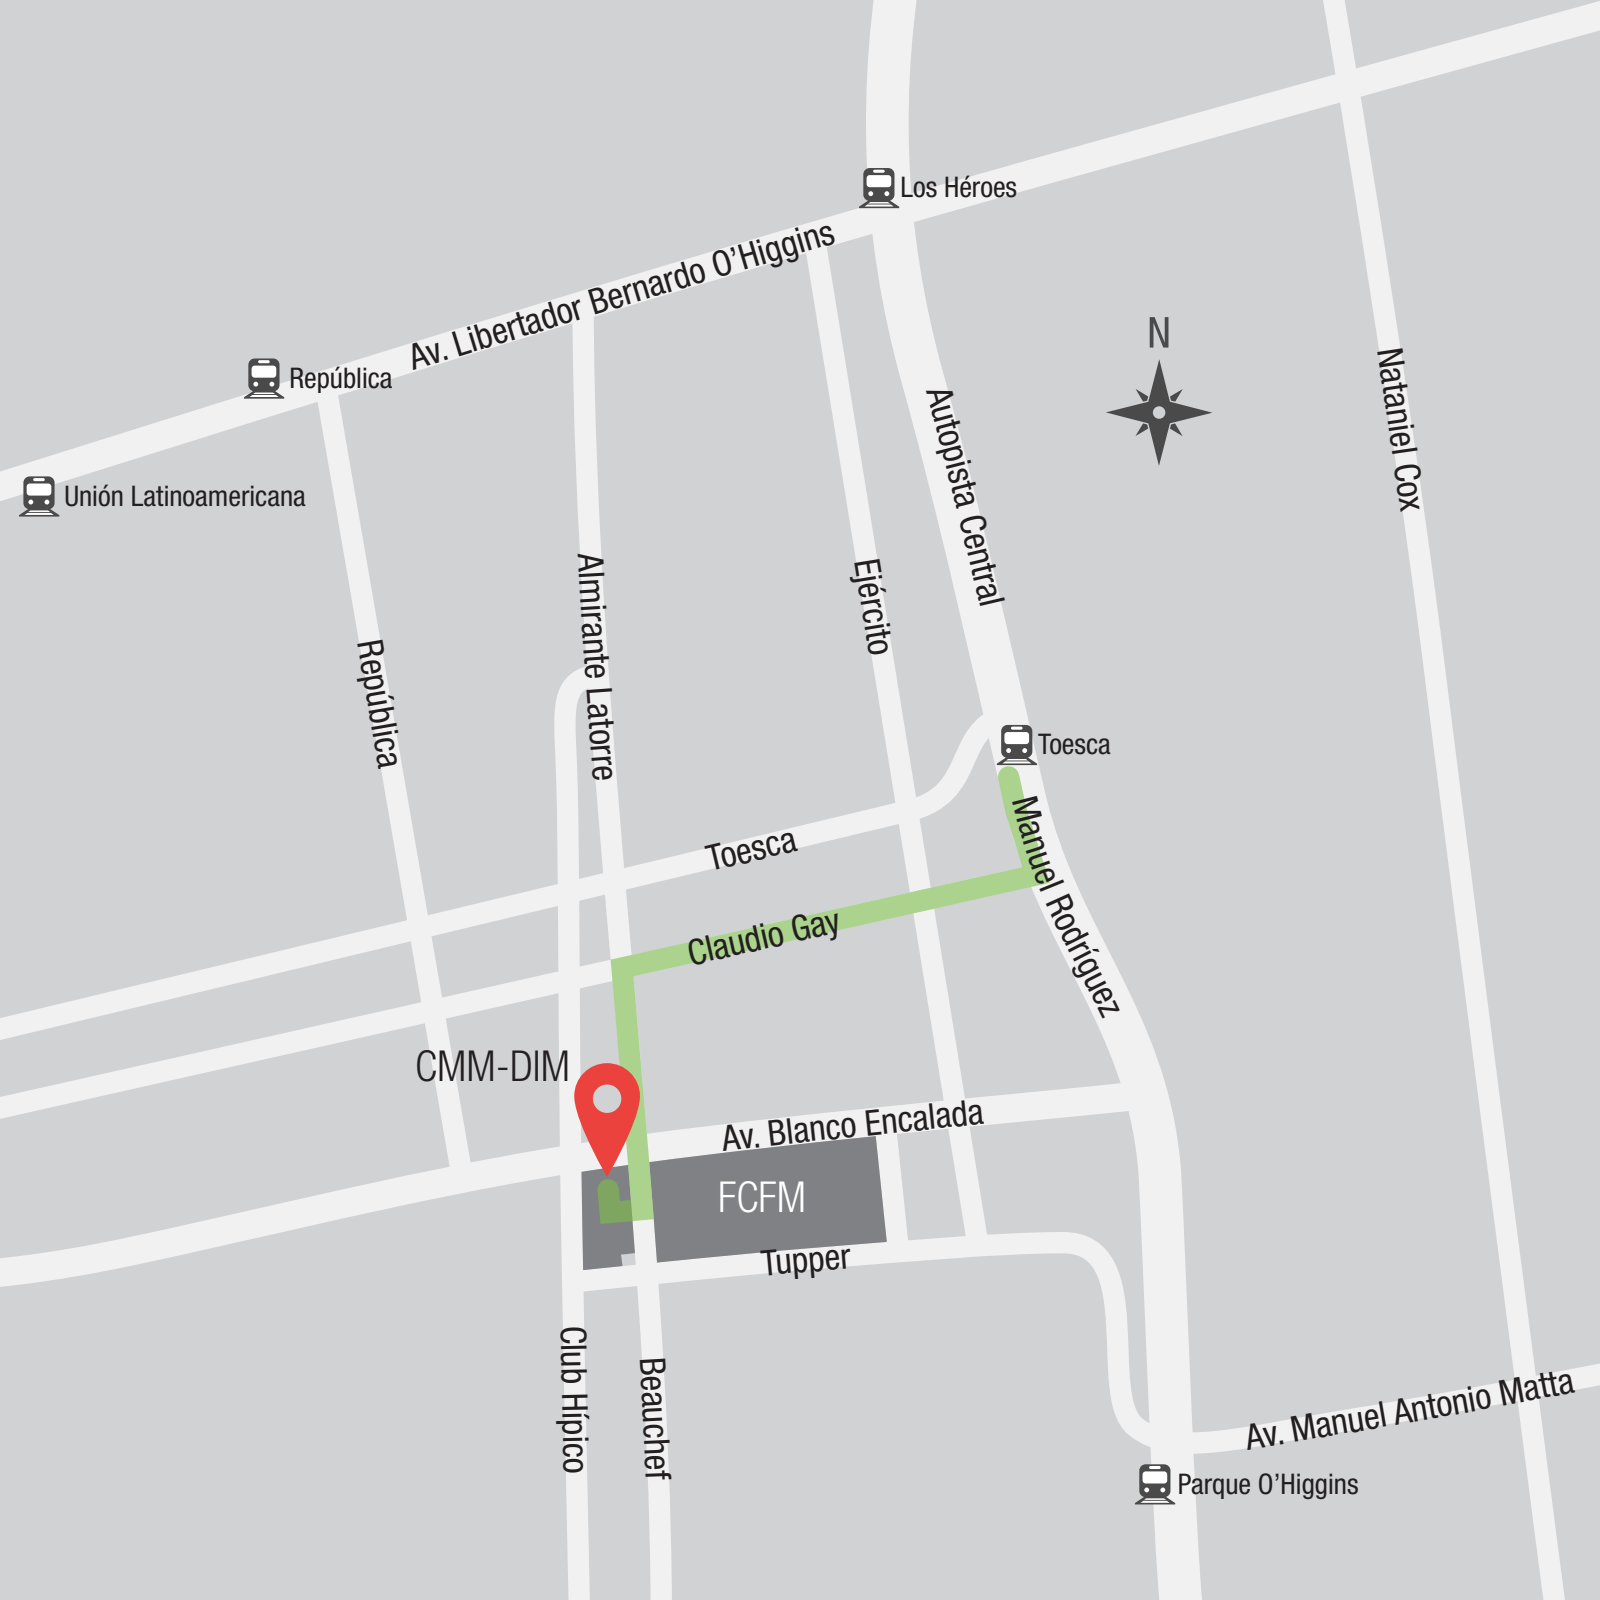 Los Héroes
Av. Libertador Bernardo O’Higgins
N
República
Unión Latinoamericana
Nataniel Cox
Autopista Central
Almirante Latorre
Ejército
República
Toesca
Manuel Rodríguez
Toesca
Claudio Gay
CMM-DIM
Av. Blanco Encalada
FCFM
Tupper
Club Hípico
Beauchef
Av. Manuel Antonio Matta
Parque O’Higgins